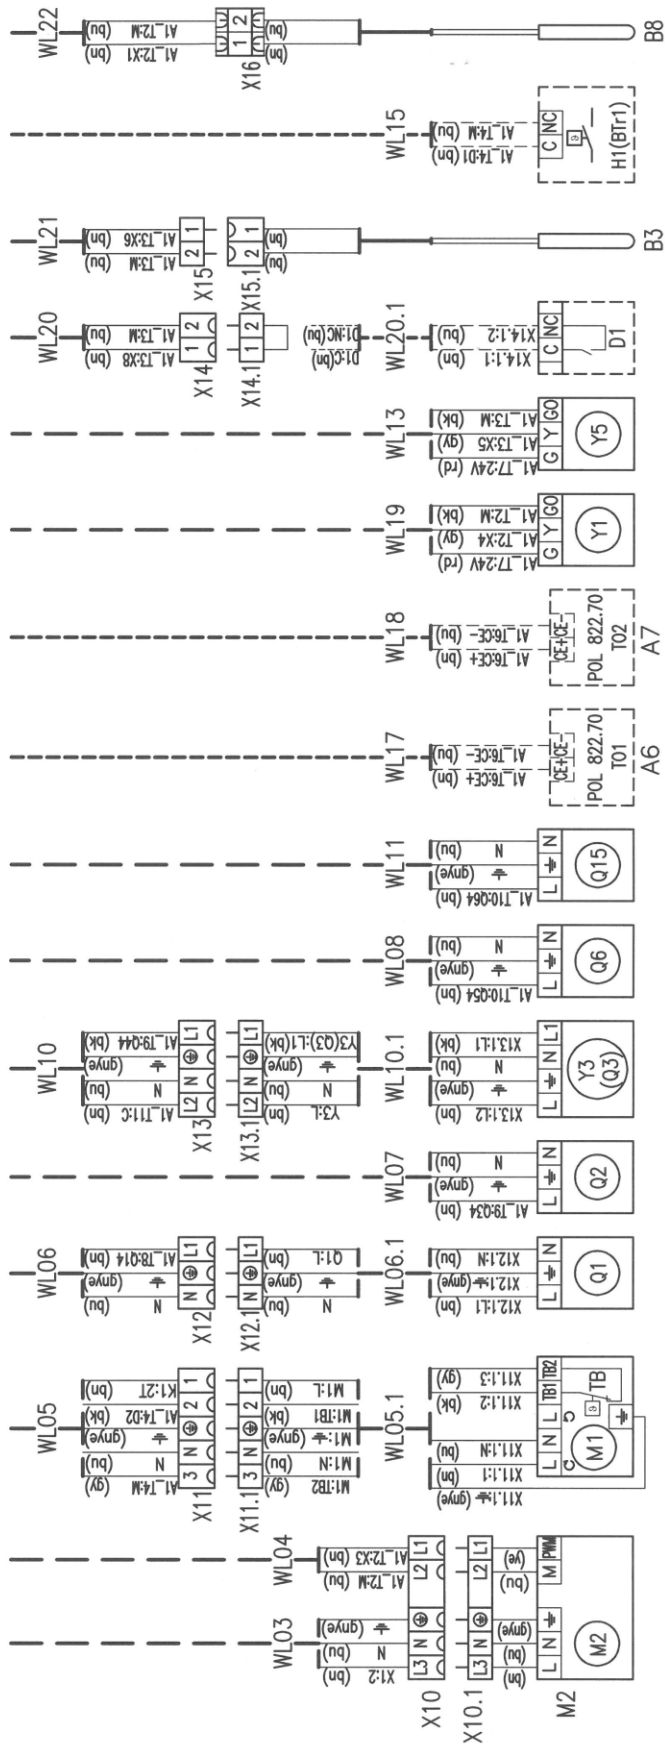 WL22
A1_T2:M (bu)
A1_T2:X1 (bn)
2
1
X16
(bu)
(bn)
B8
WL15
A1_T4:M (bu)
A1_T4:D1 (bn)
NC
C
H1(BTr1)
WL21
A1_T3:X6 (bn)
A1_T3:M (bu)
1
2
X15
1
2
X15.1
(bn)
(bu)
B3
WL20
A1_T3:M (bu)
A1_T3:X8 (bn)
2
1
X14
2
1
X14.1
D1:NC(bu)
D1:C(bn)
WL20.1
X14.1:2 (bu)
X14.1:1 (bn)
NC
C
D1
WL13
A1_T3:M (bk)
A1_T3:X5 (gy)
A1_T7:24V (rd)
G0
Y
G
Y5
WL19
A1_T2:M (bk)
A1_T2:X4 (gy)
A1_T7:24V (rd)
G0
Y
G
Y1
WL18
A1_T6:CE- (bu)
A1_T6:CE+ (bn)
CE+CE-
POL 822.70
T02
A7
WL17
A1_T6:CE- (bu)
A1_T6:CE+ (bn)
CE+CE-
POL 822.70
T01
A6
WL11
N (bu)
⏚ (gnye)
A1_T10:Q64 (bn)
N
⏚
L
Q15
WL08
N (bu)
⏚ (gnye)
A1_T10:Q54 (bn)
N
⏚
L
Q6
WL10
A1_T9:Q44 (bk)
⏚ (gnye)
N (bu)
A1_T11:C (bn)
L1
⏚
N
L2
X13
L1
⏚
N
L2
X13.1
Y3(Q3):L1(bk)
⏚ (gnye)
N (bu)
Y3:L (bn)
WL10.1
X13.1:L1 (bk)
N (bu)
⏚ (gnye)
X13.1:L2 (bn)
L1
N
⏚
L
Y3
(Q3)
WL07
N (bu)
⏚ (gnye)
A1_T9:Q34 (bn)
N
⏚
L
Q2
WL06
A1_T8:Q14 (bn)
⏚ (gnye)
N (bu)
L1
⏚
N
X12
L1
⏚
N
X12.1
Q1:L (bn)
⏚ (gnye)
N (bu)
WL06.1
X12.1:N (bu)
X12.1:⏚(gnye)
X12.1:L1 (bn)
N
⏚
L
Q1
WL05
K1:2T (bn)
A1_T4:D2 (bk)
⏚ (gnye)
N (bu)
A1_T4:M (gy)
1
2
⏚
N
3
X11
1
2
⏚
N
3
X11.1
M1:L (bn)
M1:TB1 (bk)
M1:⏚ (gnye)
M1:N (bu)
M1:TB2 (gy)
WL05.1
X11.1:3 (gy)
X11.1:2 (bk)
X11.1:N (bu)
X11.1:1 (bn)
X11.1:⏚ (gnye)
TB2
TB1
L
N
L
TB
M1
WL04
A1_T2:X3 (bn)
A1_T2:M (bu)
WL03
⏚ (gnye)
N (bu)
X1:2 (bn)
L1
L2
⏚
N
L3
X10
L1
L2
⏚
N
L3
X10.1
(ye)
(bu)
(gnye)
(bu)
(bn)
PWM
M
⏚
N
L
M2
M2